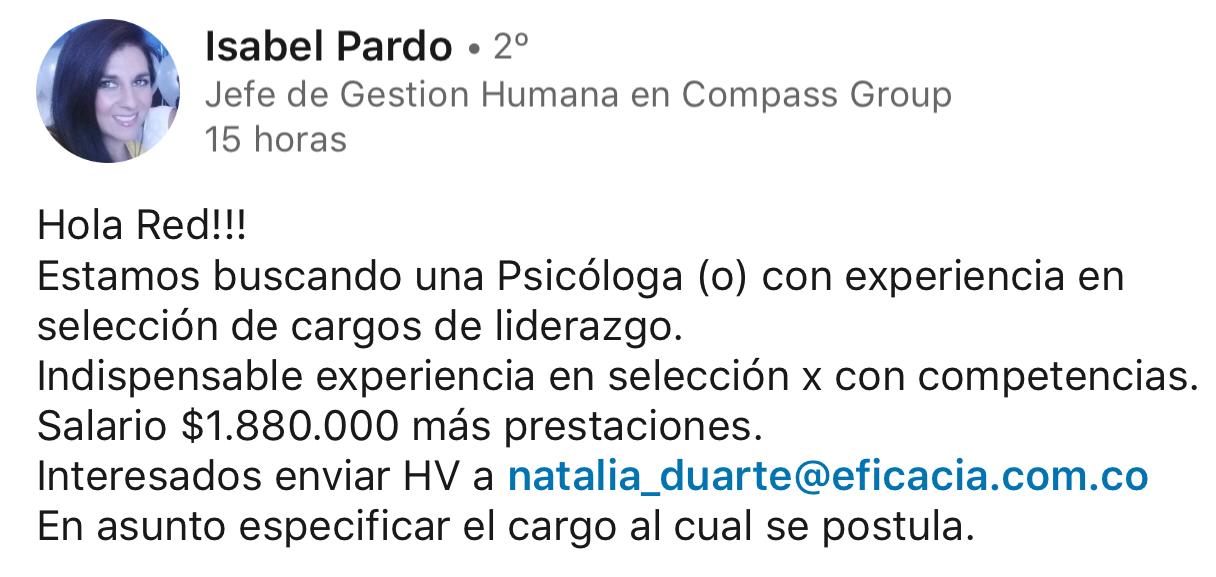 Isabel Pardo • 2º
Jefe de Gestion Humana en Compass Group
15 horas
Hola Red!!!
Estamos buscando una Psicóloga (o) con experiencia en
selección de cargos de liderazgo.
Indispensable experiencia en selección x con competencias.
Salario $1.880.000 más prestaciones.
Interesados enviar HV a natalia_duarte@eficacia.com.co
En asunto especificar el cargo al cual se postula.